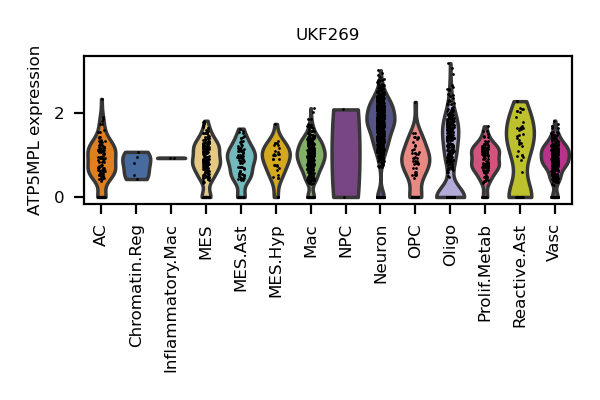 UKF269
ATP5MPL expression
2
0
AC
Chromatin.Reg
Inflammatory.Mac
MES
MES.Ast
MES.Hyp
Mac
NPC
Neuron
OPC
Oligo
Prolif.Metab
Reactive.Ast
Vasc